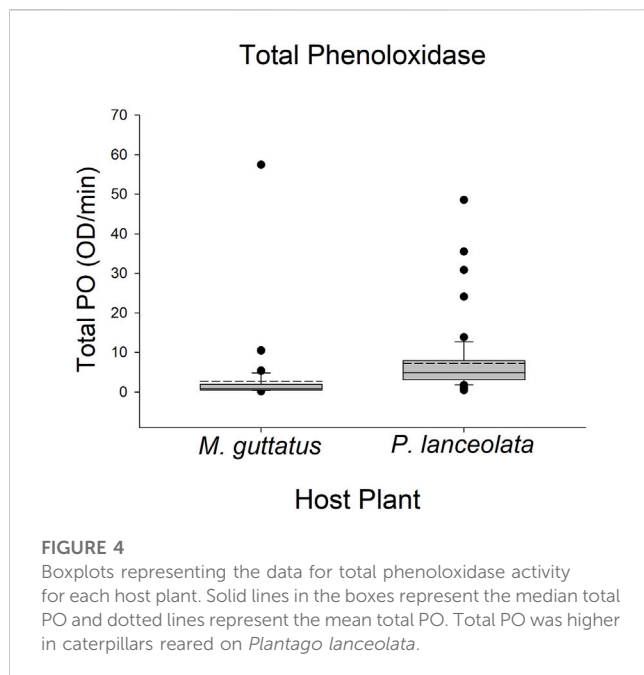 Total Phenoloxidase
70
60
50
40
30
20
10
0
Total PO (OD/min)
M. guttatus P. lanceolata
Host Plant
FIGURE 4
Boxplots representing the data for total phenoloxidase activity
for each host plant. Solid lines in the boxes represent the median total
PO and dotted lines represent the mean total PO. Total PO was higher
in caterpillars reared on Plantago lanceolata.